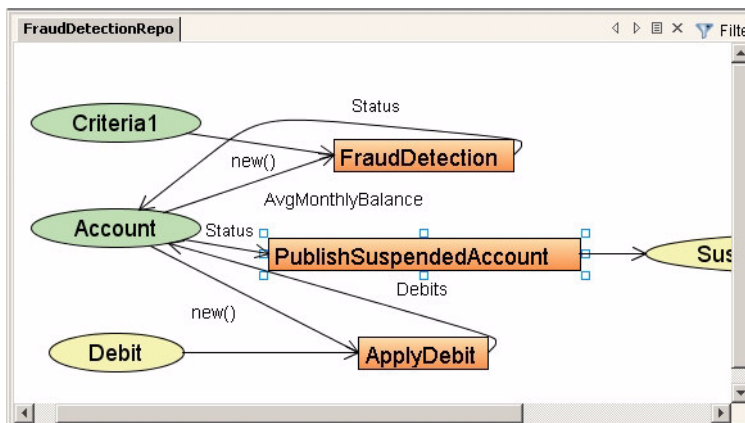 FraudDetectionRepo
Filte
Status
Criteria1
new()
FraudDetection
AvgMonthlyBalance
Account
Status
PublishSuspendedAccount
Sus
Debits
new()
Debit
ApplyDebit